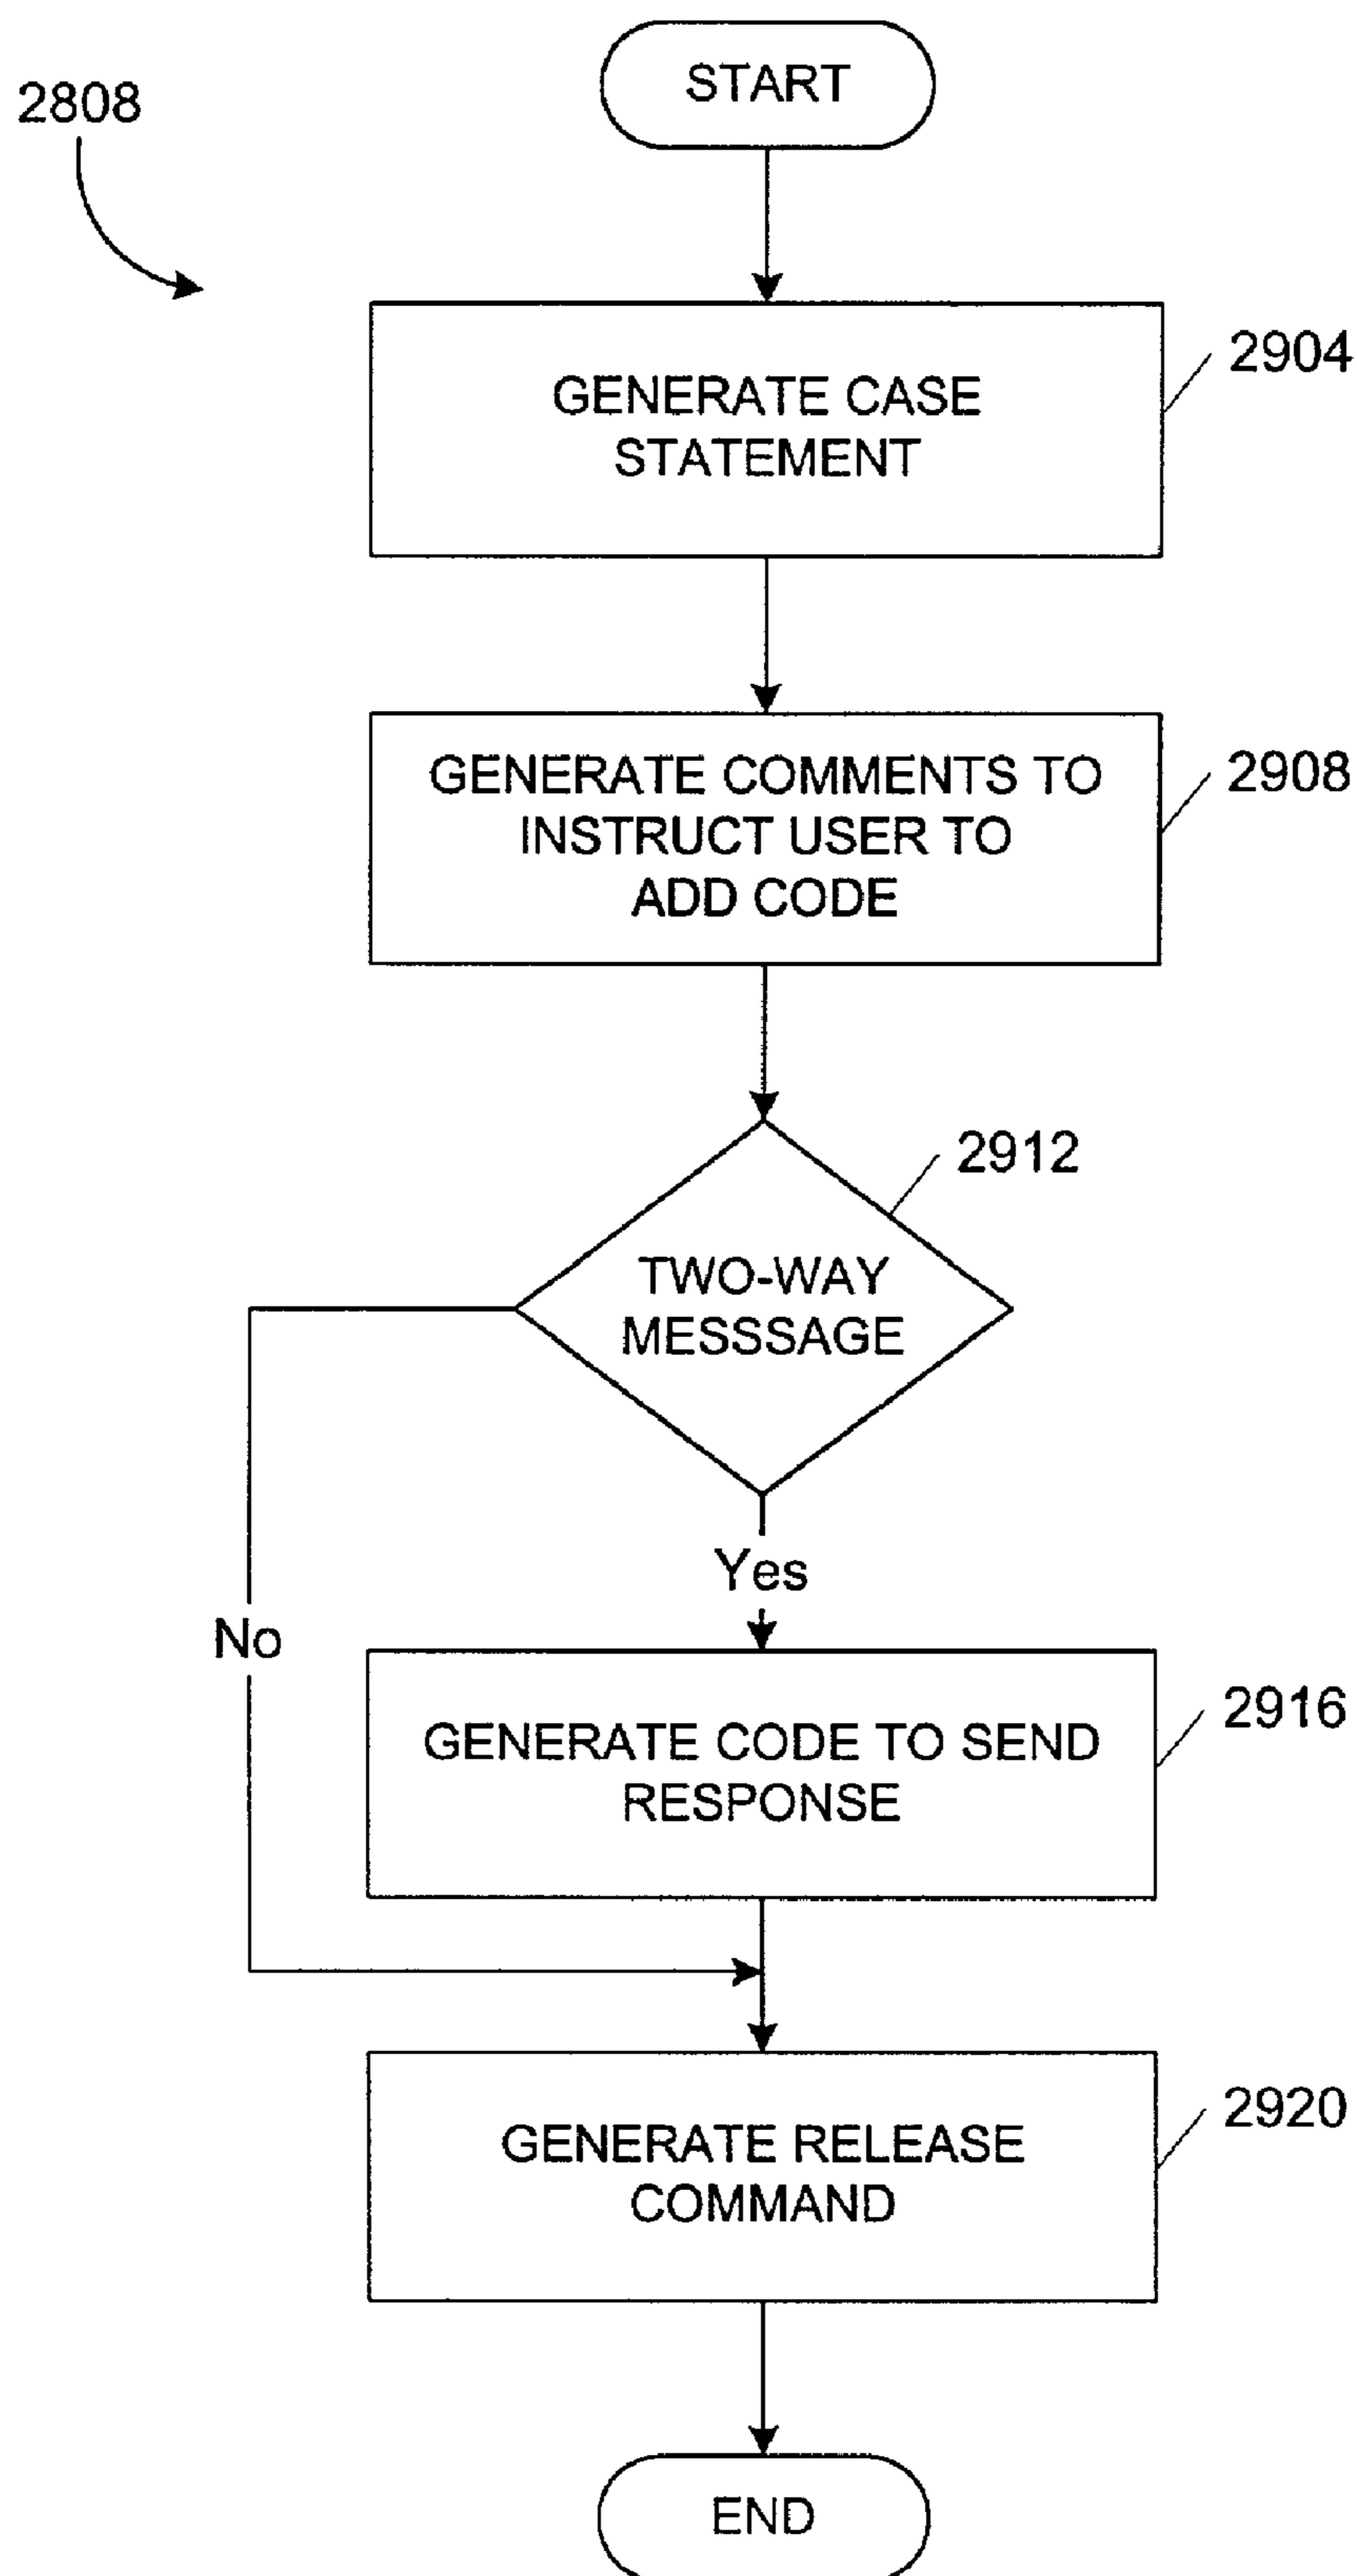 START
2808
2904
GENERATE CASE
STATEMENT
2908
GENERATE COMMENTS TO
INSTRUCT USER TO
ADD CODE
2912
TWO-WAY
MESSSAGE
Yes
No
2916
GENERATE CODE TO SEND
RESPONSE
2920
GENERATE RELEASE
COMMAND
END